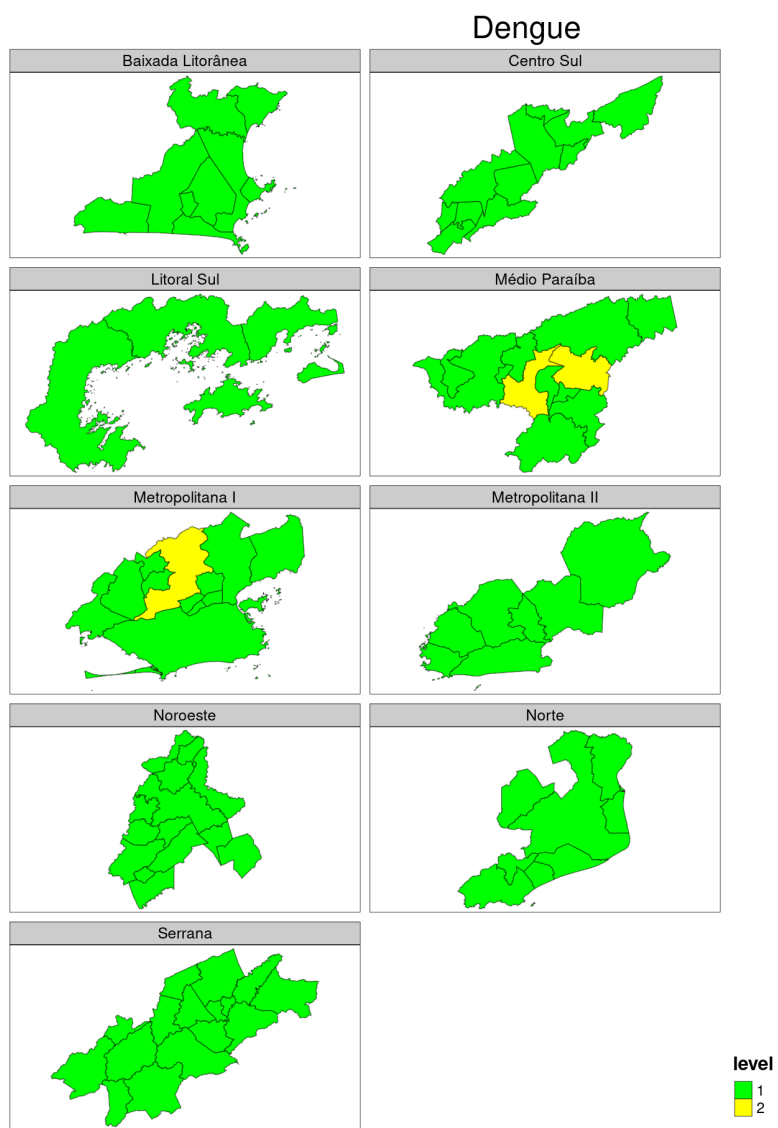 Dengue
Baixada Litorânea
Centro Sul
Litoral Sul
Médio Paraíba
Metropolitana I
Metropolitana II
Noroeste
Norte
Serrana
level
1
2